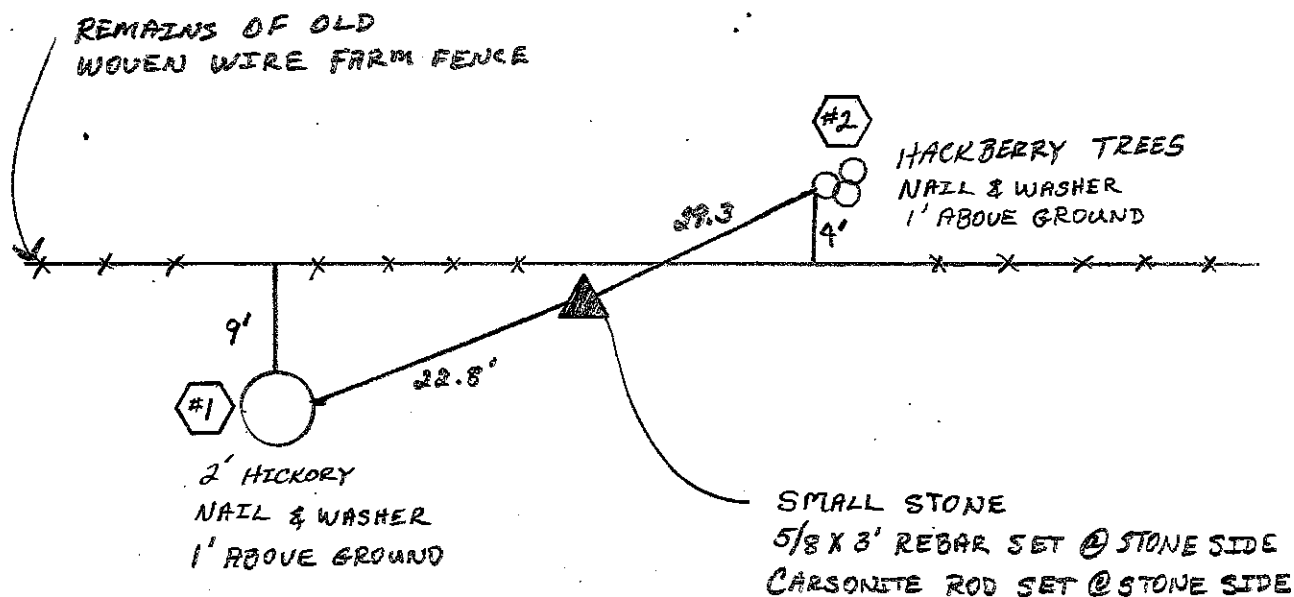 REMAINS OF OLD
WOVEN WIRE FARM FENCE
#2
HACKBERRY TREES
NAIL & WASHER
1' ABOVE GROUND
29.3
4'
9'
22.8'
#1
2' HICKORY
NAIL & WASHER
1' ABOVE GROUND
SMALL STONE
5/8 X 3' REBAR SET @ STONE SIDE
CARSONITE ROD SET @ STONE SIDE